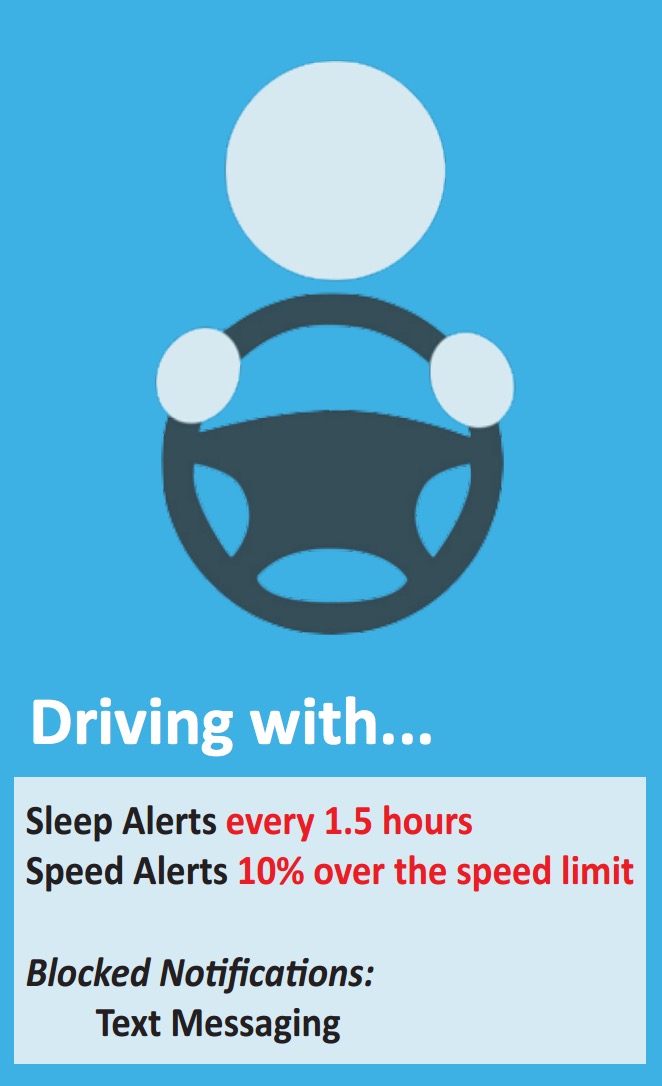 Driving with...
Sleep Alerts every 1.5 hours
Speed Alerts 10% over the speed limit
Blocked Notifications:
Text Messaging